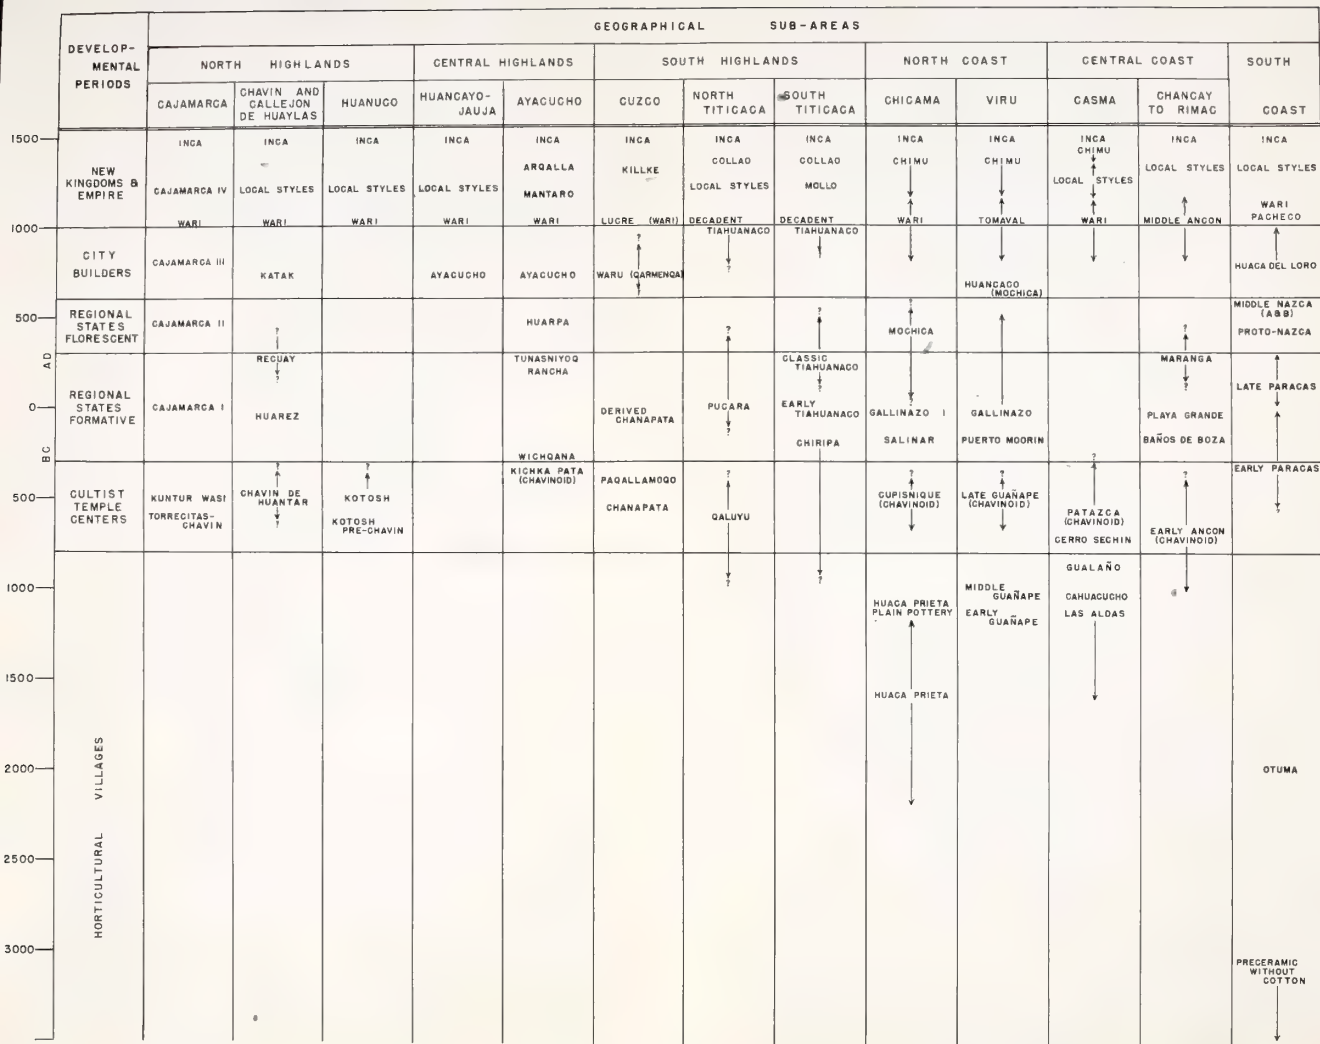 GEOGRAPHICAL SUB-AREAS
DEVELOP-
MENTAL
PERIODS
NORTH HIGHLANDS
CENTRAL HIGHLANDS
SOUTH HIGHLANDS
NORTH COAST
CENTRAL COAST
SOUTH
COAST
CAJAMARCA
CHAVIN AND
CALLEJON
DE HUAYLAS
HUANUCO
HUANCAYO-
JAUJA
AYACUCHO
CUZCO
NORTH
TITICACA
SOUTH
TITICACA
CHICAMA
VIRU
CASMA
CHANCAY
TO RIMAC
1500
1000
500
AD
0
BC
500
1000
1500
2000
2500
3000
NEW
KINGDOMS &
EMPIRE
CITY
BUILDERS
REGIONAL
STATES
FLORESCENT
REGIONAL
STATES
FORMATIVE
CULTIST
TEMPLE
CENTERS
HORTICULTURAL VILLAGES
INCA
CAJAMARCA IV
WARI
CAJAMARCA III
CAJAMARCA II
CAJAMARCA I
KUNTUR WASI
TORRECITAS-
CHAVIN
INCA
LOCAL STYLES
WARI
KATAK
?
RECUAY
?
HUAREZ
?
CHAVIN DE
HUANTAR
?
INCA
LOCAL STYLES
WARI
?
KOTOSH
KOTOSH
PRE-CHAVIN
INCA
LOCAL STYLES
WARI
AYACUCHO
INCA
ARQALLA
MANTARO
WARI
AYACUCHO
HUARPA
TUNASNIYOQ
RANCHA
WICHQANA
KICHKA PATA
(CHAVINOID)
INCA
KILLKE
LUCRE (WARI)
?
WARU (QARMENQA)
?
DERIVED
CHANAPATA
PAQALLAMOQO
CHANAPATA
INCA
COLLAO
LOCAL STYLES
DECADENT
TIAHUANACO
?
?
PUCARA
?
?
QALUYU
?
INCA
COLLAO
MOLLO
DECADENT
TIAHUANACO
?
?
CLASSIC
TIAHUANACO
?
EARLY
TIAHUANACO
CHIRIPA
?
INCA
CHIMU
WARI
?
MOCHICA
?
GALLINAZO I
SALINAR
?
CUPISNIQUE
(CHAVINOID)
HUACA PRIETA
PLAIN POTTERY
HUACA PRIETA
INCA
CHIMU
TOMAVAL
HUANCACO
(MOCHICA)
GALLINAZO
PUERTO MOORIN
?
LATE GUAÑAPE
(CHAVINOID)
MIDDLE
GUAÑAPE
EARLY
GUAÑAPE
INCA
CHIMU
LOCAL STYLES
WARI
?
PATAZCA
(CHAVINOID)
CERRO SECHIN
GUALAÑO
CAHUACUCHO
LAS ALDAS
INCA
LOCAL STYLES
MIDDLE ANCON
?
MARANGA
?
PLAYA GRANDE
BAÑOS DE BOZA
?
EARLY ANCON
(CHAVINOID)
INCA
LOCAL STYLES
WARI
PACHECO
HUACA DEL LORO
MIDDLE NAZCA
(A&B)
PROTO-NAZCA
LATE PARACAS
EARLY PARACAS
?
OTUMA
PRECERAMIC
WITHOUT
COTTON